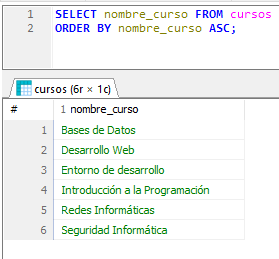 1 SELECT nombre_curso FROM cursos
2 ORDER BY nombre_curso ASC;
cursos (6r × 1c)
# 1 nombre_curso
1 Bases de Datos
2 Desarrollo Web
3 Entorno de desarrollo
4 Introducción a la Programación
5 Redes Informáticas
6 Seguridad Informática